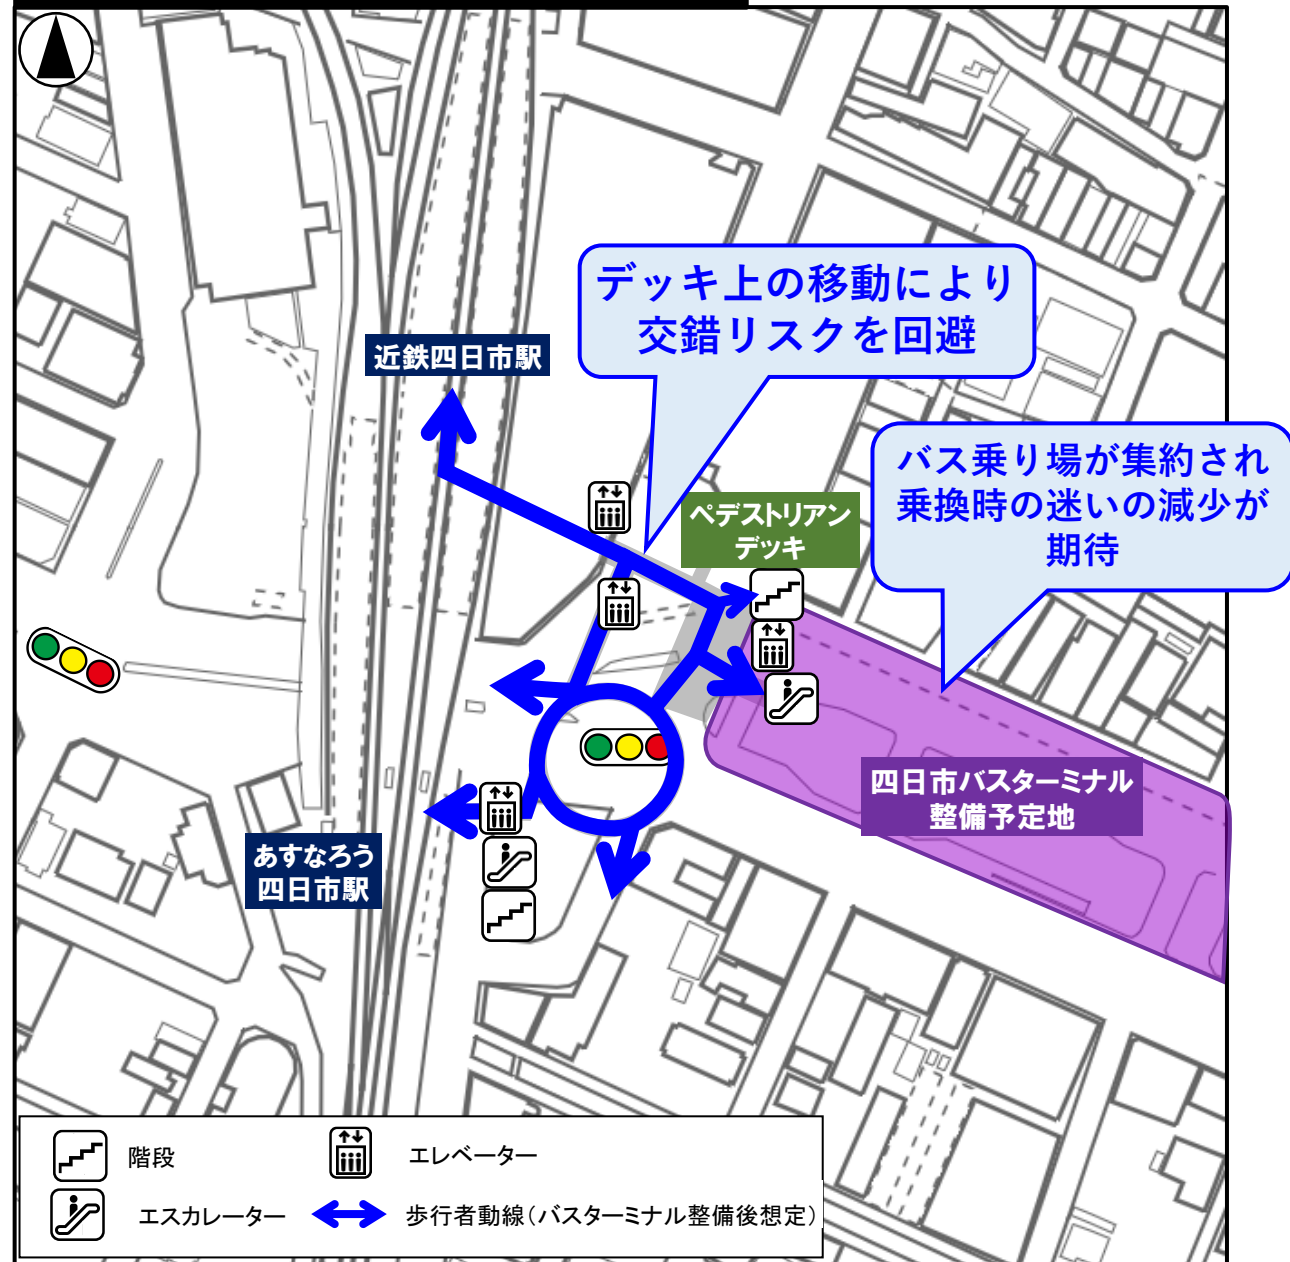 デッキ上の移動により
交錯リスクを回避
近鉄四日市駅
バス乗り場が集約され
乗換時の迷いの減少が
期待
ペデストリアン
デッキ
四日市バスターミナル
整備予定地
あすなろう
四日市駅
階段
エレベーター
エスカレーター
歩行者動線(バスターミナル整備後想定)